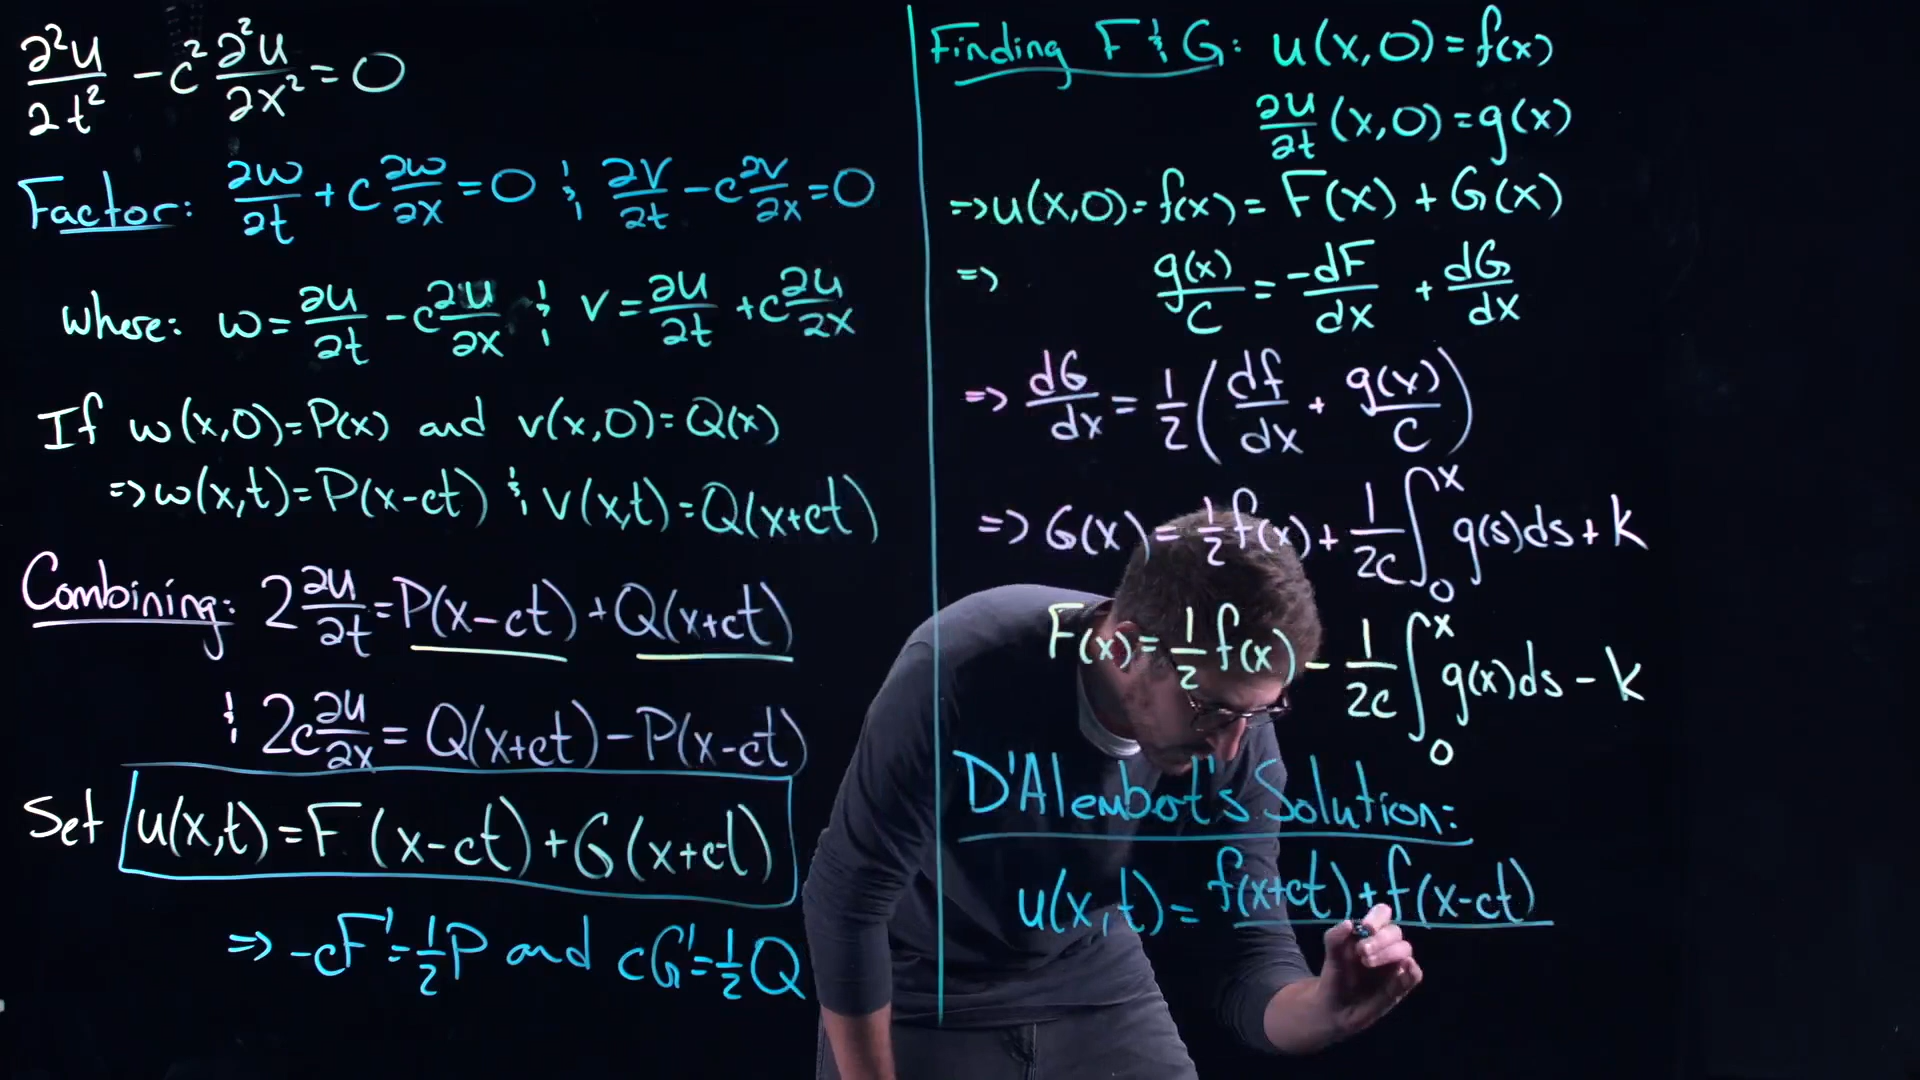 ∂²u/∂t² - c² ∂²u/∂x² = 0
Factor: ∂w/∂t + c ∂w/∂x = 0 & ∂v/∂t - c ∂v/∂x = 0
where: w = ∂u/∂t - c ∂u/∂x & v = ∂u/∂t + c ∂u/∂x
If w(x,0) = P(x) and v(x,0) = Q(x)
=> w(x,t) = P(x-ct) & v(x,t) = Q(x+ct)
Combining: 2 ∂u/∂t = P(x-ct) + Q(x+ct)
& 2c ∂u/∂x = Q(x+ct) - P(x-ct)
Set u(x,t) = F(x-ct) + G(x+ct)
=> -cF' = 1/2 P and cG' = 1/2 Q
Finding F & G: u(x,0) = f(x)
∂u/∂t (x,0) = g(x)
=> u(x,0) = f(x) = F(x) + G(x)
=> g(x)/c = -dF/dx + dG/dx
=> dG/dx = 1/2 (df/dx + g(x)/c)
=> G(x) = 1/2 f(x) + 1/2c ∫₀ˣ g(s)ds + k
F(x) = 1/2 f(x) - 1/2c ∫₀ˣ g(x)ds - k
D'Alembert's Solution:
u(x,t) = f(x+ct) + f(x-ct)